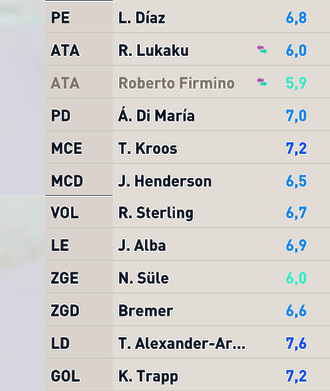 PE L. Díaz 6,8
ATA R. Lukaku 6,0
ATA Roberto Firmino 5,9
PD Á. Di María 7,0
MCE T. Kroos 7,2
MCD J. Henderson 6,5
VOL R. Sterling 6,7
LE J. Alba 6,9
ZGE N. Süle 6,0
ZGD Bremer 6,6
LD T. Alexander-Ar... 7,6
GOL K. Trapp 7,2